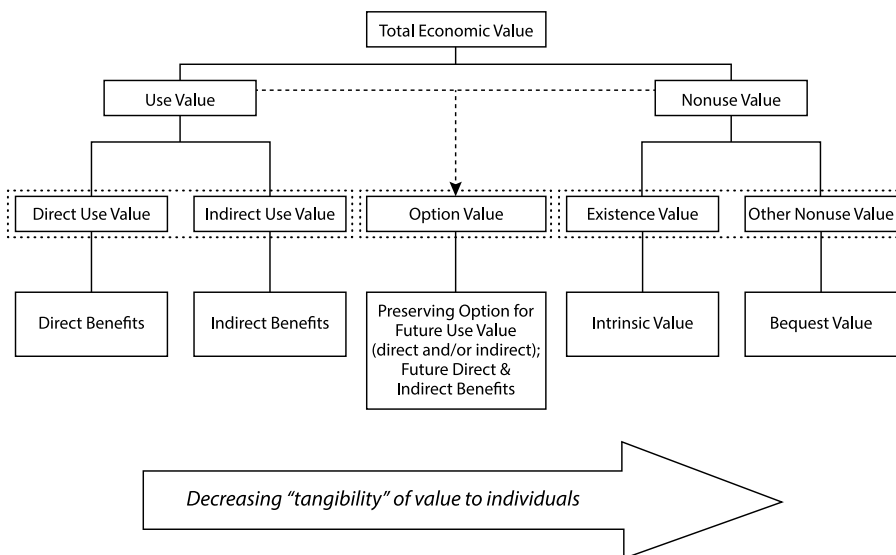 Total Economic Value
Use Value
Nonuse Value
Direct Use Value
Indirect Use Value
Option Value
Existence Value
Other Nonuse Value
Direct Benefits
Indirect Benefits
Preserving Option for
Future Use Value
(direct and/or indirect);
Future Direct &
Indirect Benefits
Intrinsic Value
Bequest Value
Decreasing “tangibility” of value to individuals